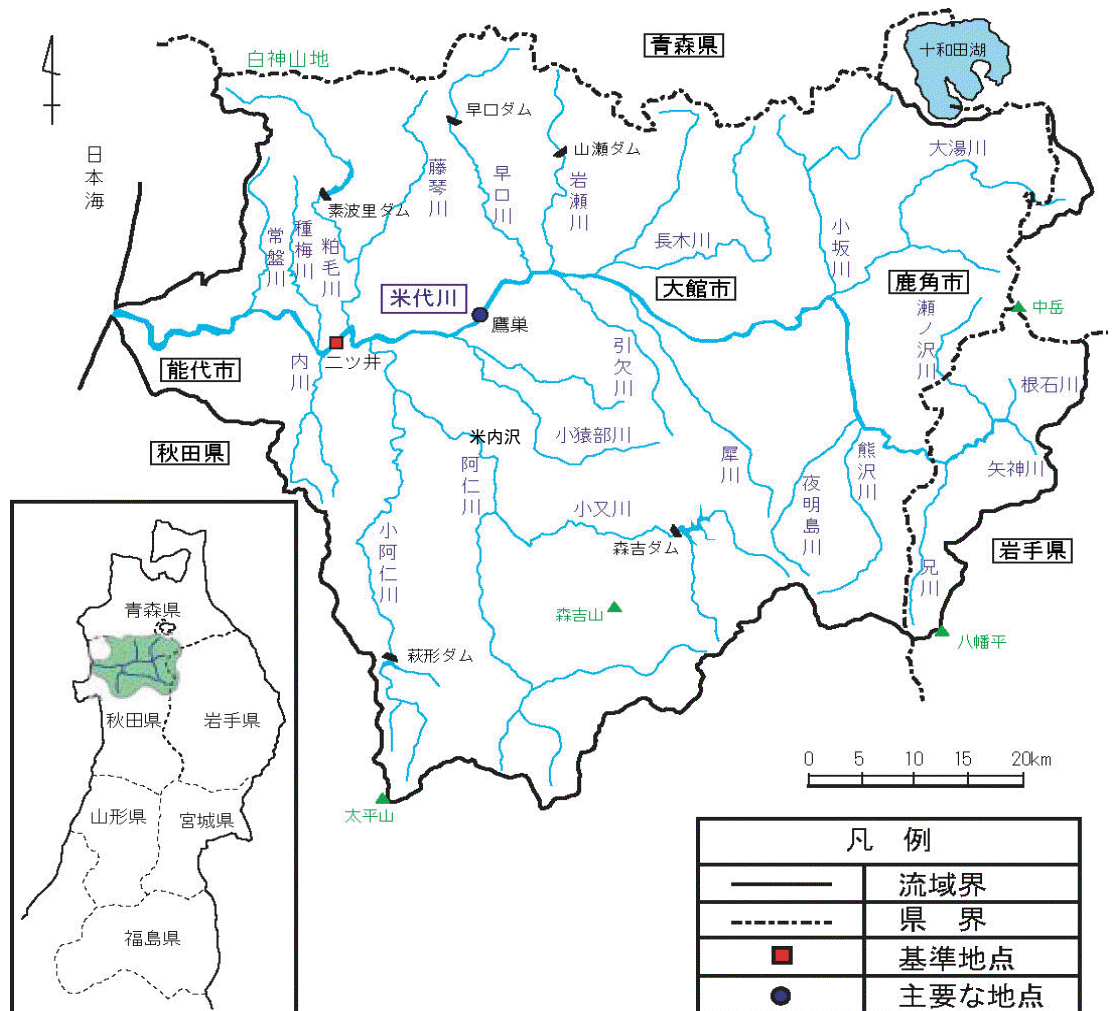 青森県
十和田湖
白神山地
早口ダム
山瀬ダム
大湯川
日本海
藤琴川
早口川
岩瀬川
素波里ダム
常盤川
種梅川
粕毛川
長木川
小坂川
米代川
大館市
鹿角市
瀬ノ沢川
中岳
鷹巣
引欠川
内川
二ツ井
能代市
根石川
秋田県
米内沢
小猿部川
犀川
熊沢川
矢神川
阿仁川
夜明島川
小又川
小阿仁川
森吉ダム
岩手県
兄川
森吉山
八幡平
萩形ダム
太平山
0 5 10 15 20km
青森県
秋田県
岩手県
山形県
宮城県
福島県
凡 例
流域界
県 界
基準地点
主要な地点